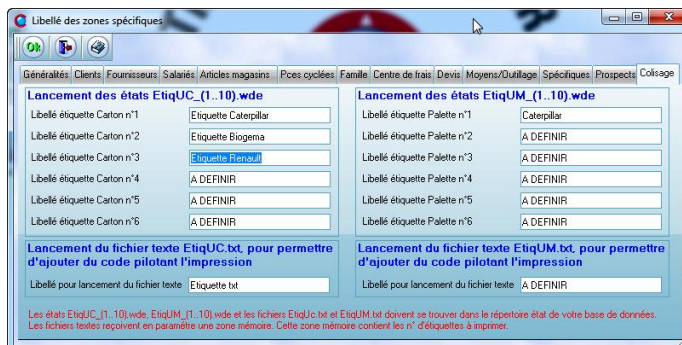 Libellé des zones spécifiques
Ok
Généralités Clients Fournisseurs Salariés Articles magasins Pces cyclées Famille Centre de frais Devis Moyens/Outillage Spécifiques Prospects Colisage
Lancement des états EtiqUC_(1..10).wde
Libellé étiquette Carton n°1 Etiquette Caterpillar
Libellé étiquette Carton n°2 Etiquette Biogema
Libellé étiquette Carton n°3 Etiquette Renault
Libellé étiquette Carton n°4 A DEFINIR
Libellé étiquette Carton n°5 A DEFINIR
Libellé étiquette Carton n°6 A DEFINIR
Lancement des états EtiqUM_(1..10).wde
Libellé étiquette Palette n°1 Caterpillar
Libellé étiquette Palette n°2 A DEFINIR
Libellé étiquette Palette n°3 A DEFINIR
Libellé étiquette Palette n°4 A DEFINIR
Libellé étiquette Palette n°5 A DEFINIR
Libellé étiquette Palette n°6 A DEFINIR
Lancement du fichier texte EtiqUC.txt, pour permettre
d'ajouter du code pilotant l'impression
Libellé pour lancement du fichier texte Etiquette txt
Lancement du fichier texte EtiqUM.txt, pour permettre
d'ajouter du code pilotant l'impression
Libellé pour lancement du fichier texte A DEFINIR
Les états EtiqUC_(1..10).wde, EtiqUM_(1..10).wde et les fichiers EtiqUc.txt et EtiqUM.txt doivent se trouver dans le répertoire état de votre base de données.
Les fichiers textes reçoivent en paramêtre une zone mémoire. Cette zone mémoire contient les n° d'étiquettes à imprimer.